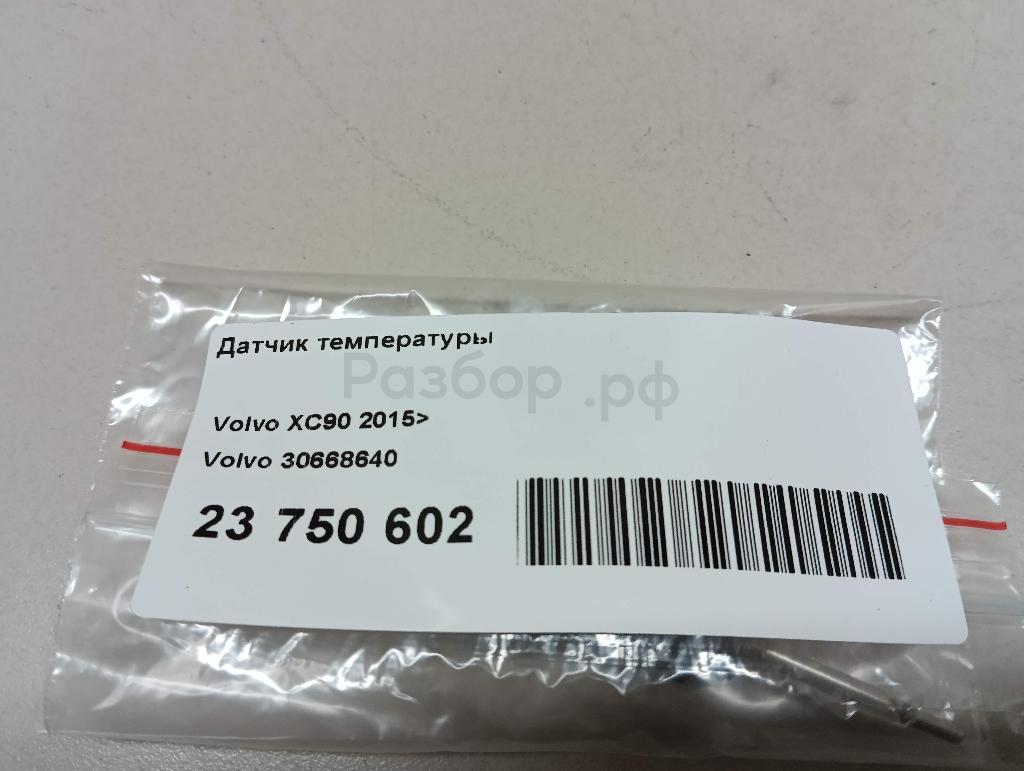 Датчик температуры
Разбор .рф
Volvo XC90 2015>
Volvo 30668640
23 750 602